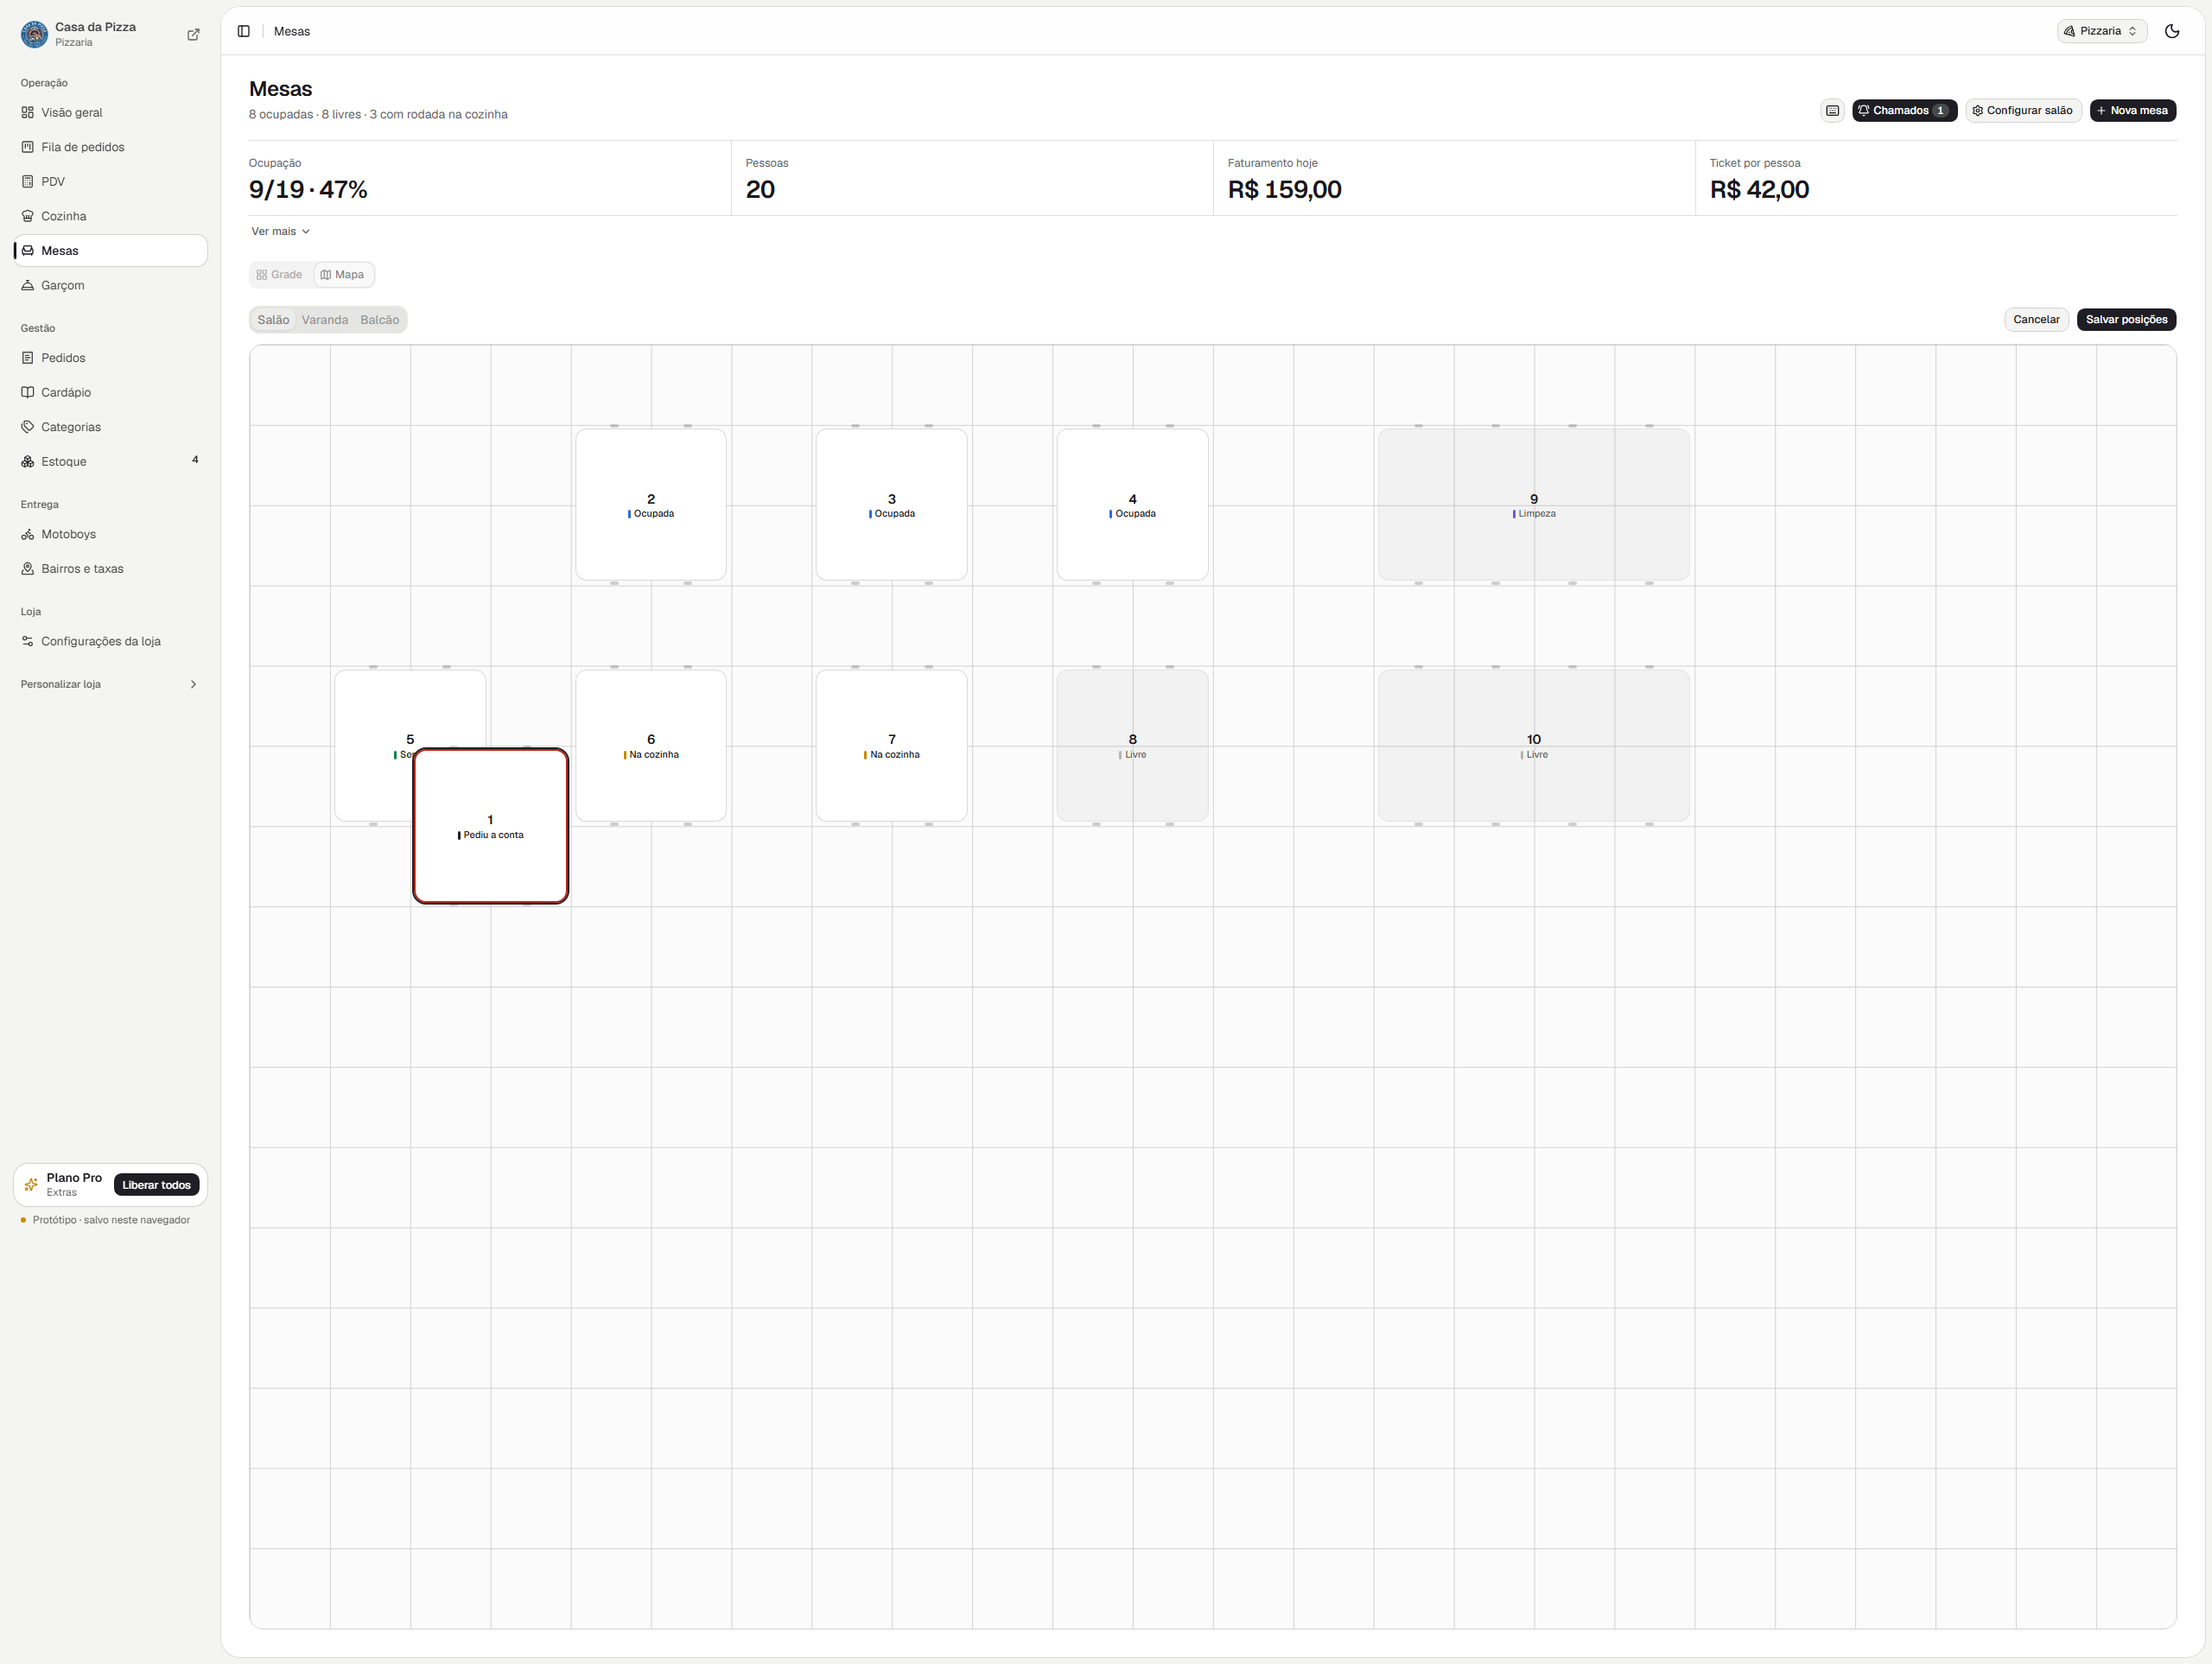 Casa da Pizza
Pizzaria
Operação
Visão geral
Fila de pedidos
PDV
Cozinha
Mesas
Garçom
Gestão
Pedidos
Cardápio
Categorias
Estoque 4
Entrega
Motoboys
Bairros e taxas
Loja
Configurações da loja
Personalizar loja
Plano Pro
Extras
Liberar todos
Protótipo · salvo neste navegador
Mesas
Pizzaria
Mesas
8 ocupadas · 8 livres · 3 com rodada na cozinha
Chamados 1
Configurar salão
+ Nova mesa
Ocupação
9/19 · 47%
Pessoas
20
Faturamento hoje
R$ 159,00
Ticket por pessoa
R$ 42,00
Ver mais
Grade Mapa
Salão Varanda Balcão
Cancelar
Salvar posições
2
Ocupada
3
Ocupada
4
Ocupada
9
Limpeza
5
1
Pediu a conta
6
Na cozinha
7
Na cozinha
8
Livre
10
Livre